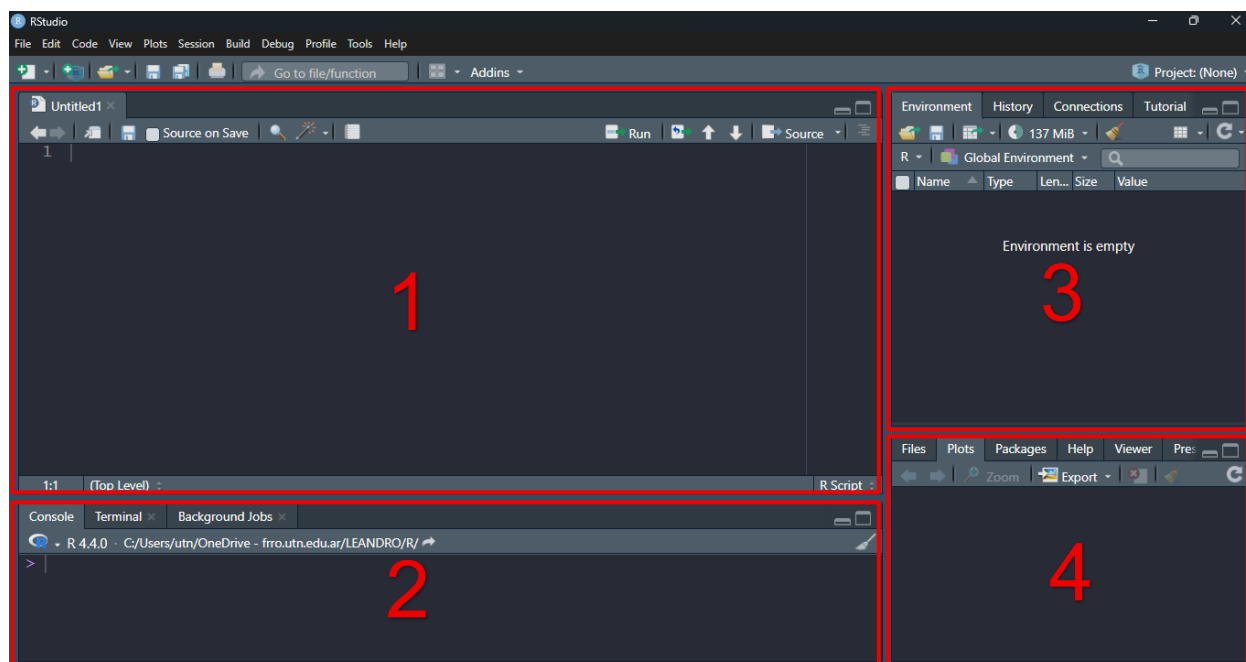 RStudio
File Edit Code View Plots Session Build Debug Profile Tools Help
Go to file/function Addins Project: (None)
Untitled1
Source on Save Run Source
1
1
1:1 (Top Level) R Script
Console Terminal Background Jobs
R 4.4.0 · C:/Users/utn/OneDrive - frro.utn.edu.ar/LEANDRO/R/
>
2
Environment History Connections Tutorial
137 MiB
R Global Environment
Name Type Len... Size Value
Environment is empty
3
Files Plots Packages Help Viewer Pres
Zoom Export
4